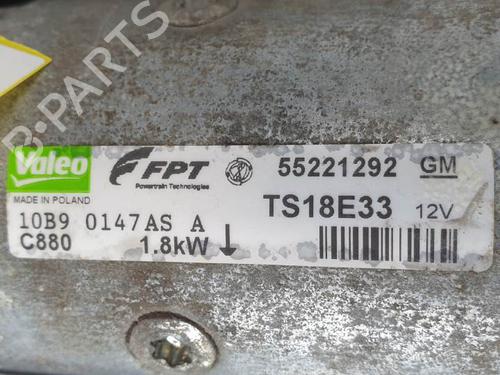 B-PARTS
Valeo FPT 55221292 GM
Powertrain Technologies
MADE IN POLAND TS18E33 12V
10B9 0147AS A
C880 1.8kW